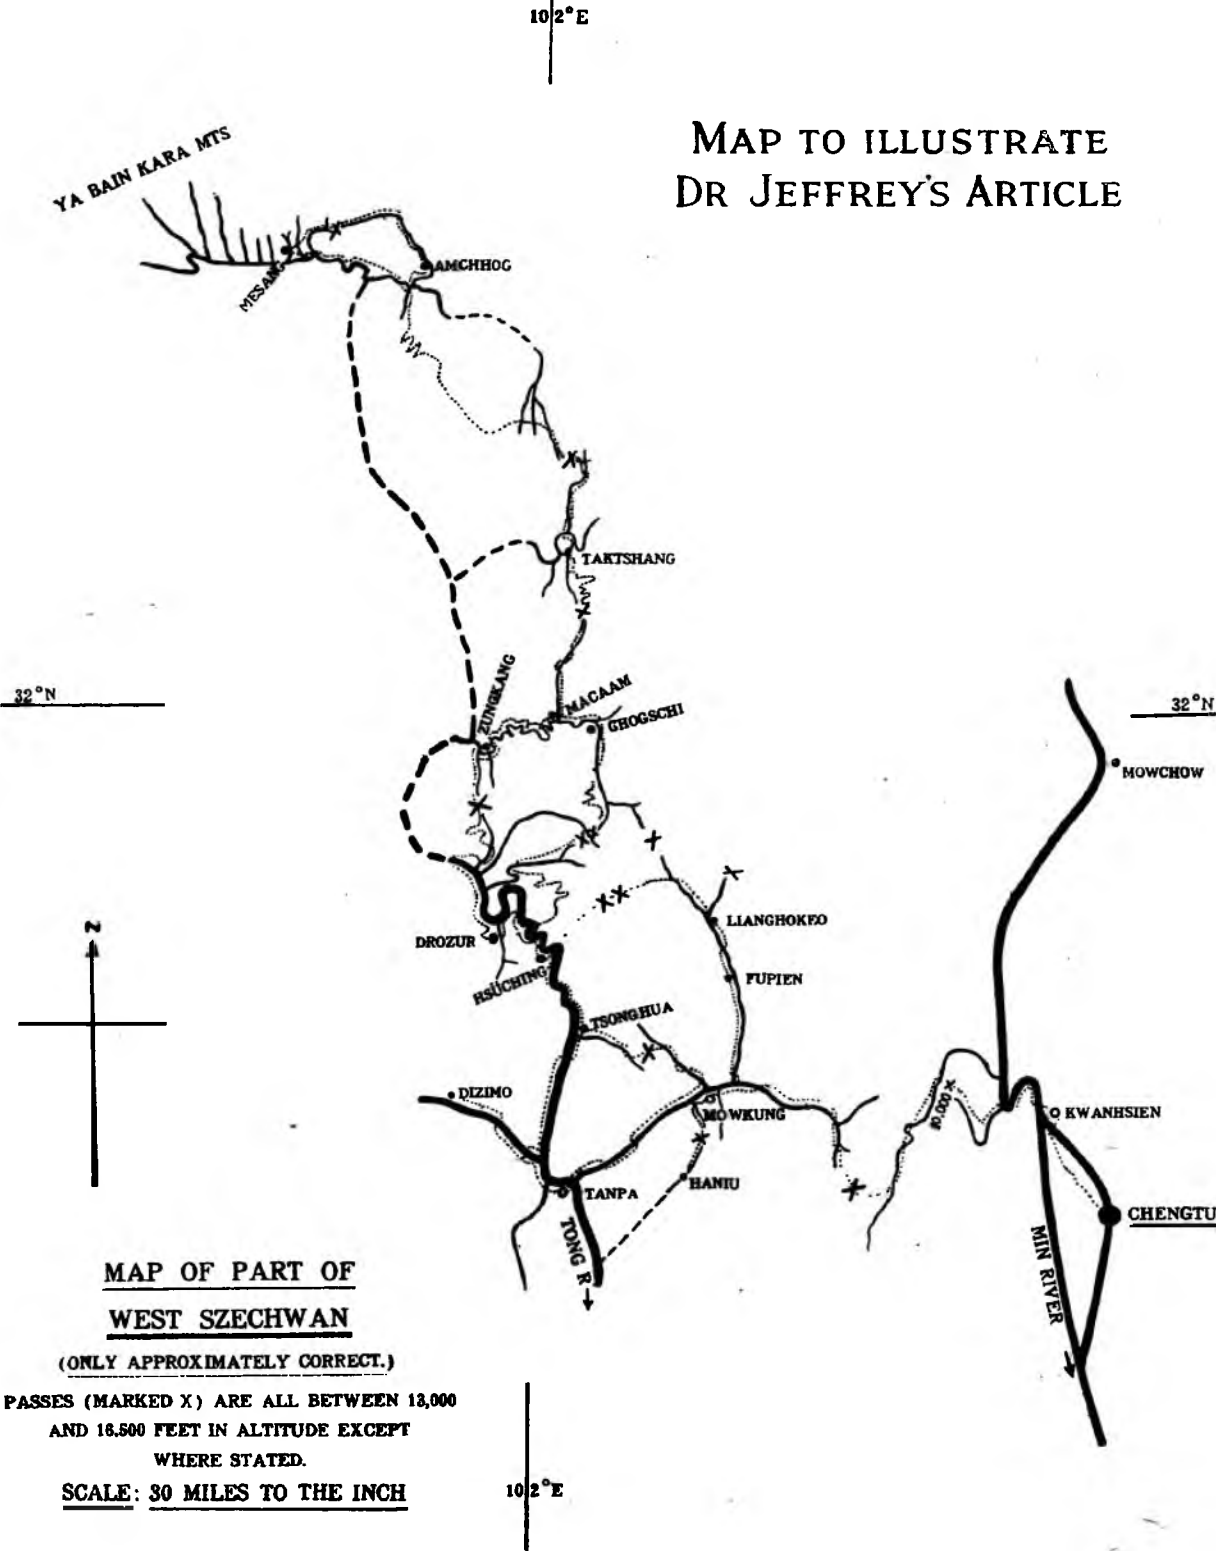 102°E
MAP TO ILLUSTRATE
DR JEFFREY'S ARTICLE
YA BAIN KARA MTS
MESANG
AMCHHOG
TAKTSHANG
32°N
32°N
ZUNGKANG
MACAAM
CHOGSCHI
MOWCHOW
LIANGHOKEO
DROZUR
FUPIEN
HSUCHING
TSONGHUA
N
DIZIMO
MOWKUNG
10,000 X
KWANHSIEN
HANIU
TANPA
CHENGTU
TONG R
MIN RIVER
MAP OF PART OF
WEST SZECHWAN
(ONLY APPROXIMATELY CORRECT.)
PASSES (MARKED X) ARE ALL BETWEEN 13,000
AND 16,500 FEET IN ALTITUDE EXCEPT
WHERE STATED.
SCALE: 30 MILES TO THE INCH
102°E